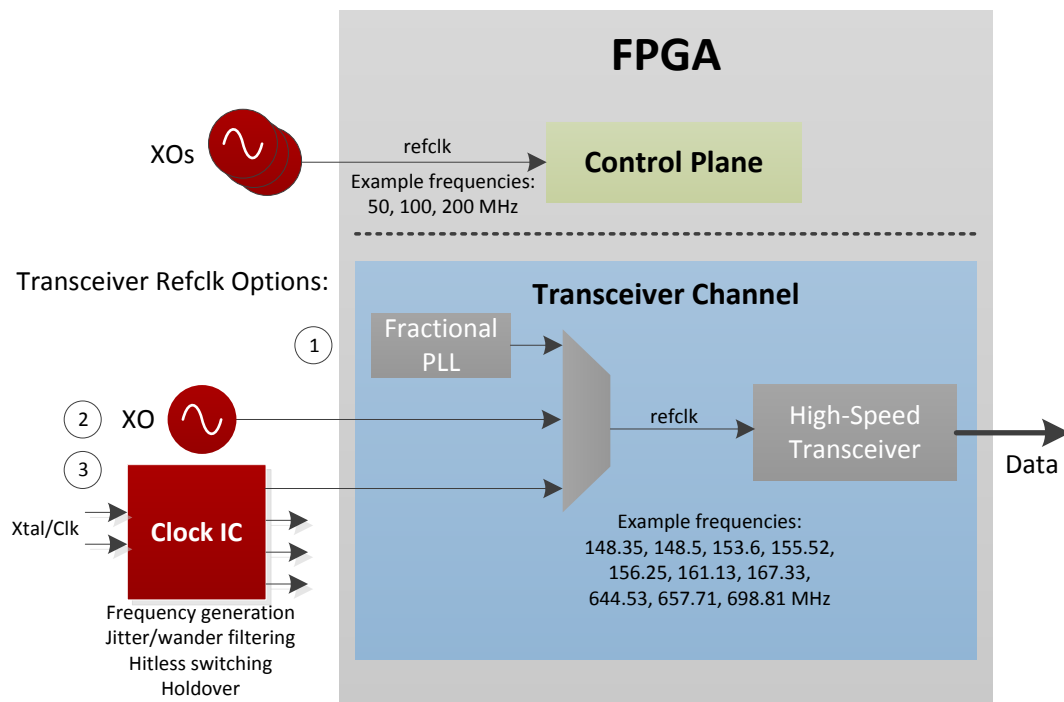 FPGA
XOs
refclk
Example frequencies:
50, 100, 200 MHz
Control Plane
Transceiver Refclk Options:
Transceiver Channel
1
Fractional
PLL
2
XO
refclk
High-Speed
Transceiver
Data
3
Xtal/Clk
Clock IC
Example frequencies:
148.35, 148.5, 153.6, 155.52,
156.25, 161.13, 167.33,
644.53, 657.71, 698.81 MHz
Frequency generation
Jitter/wander filtering
Hitless switching
Holdover